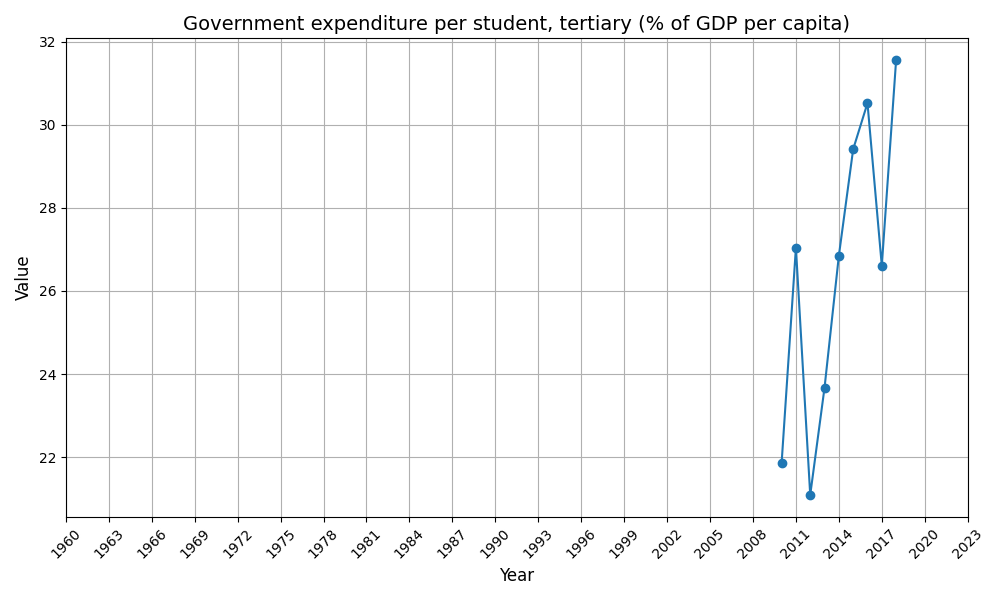 Government expenditure per student, tertiary (% of GDP per capita)
32
30
28
26
24
22
Value
1960 1963 1966 1969 1972 1975 1978 1981 1984 1987 1990 1993 1996 1999 2002 2005 2008 2011 2014 2017 2020 2023
Year